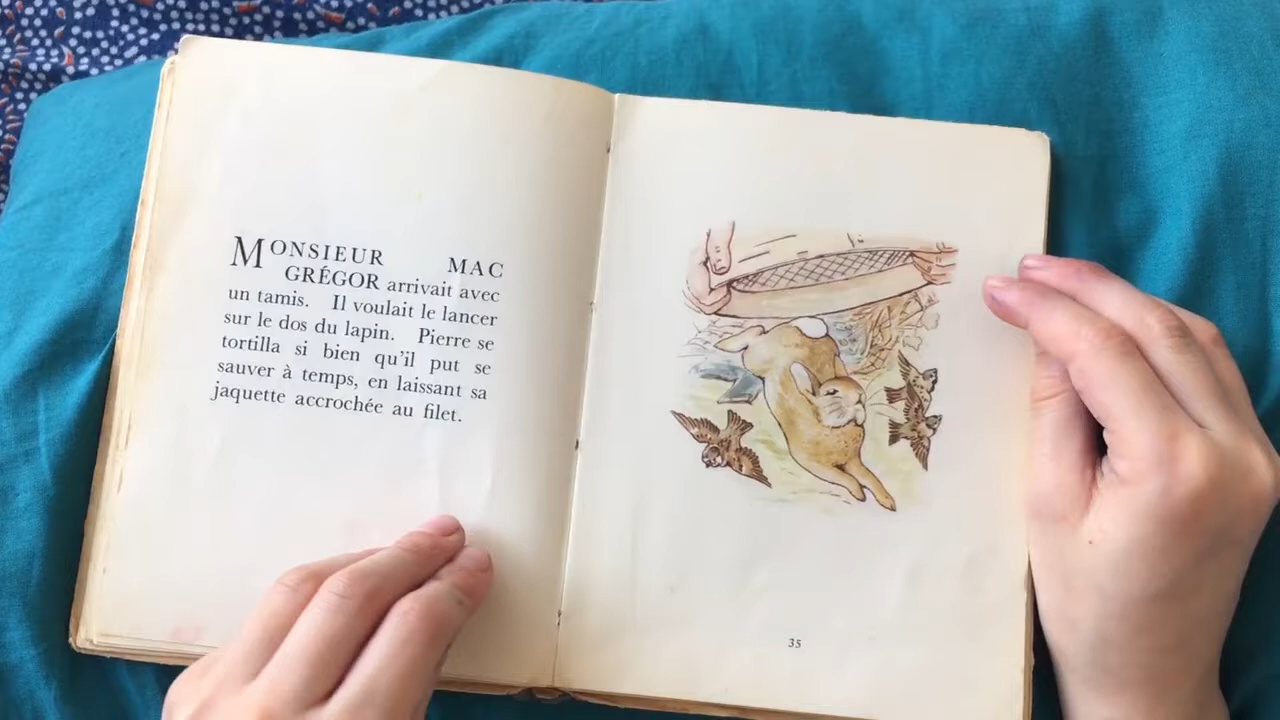 MONSIEUR MAC
GRÉGOR arrivait avec
un tamis. Il voulait le lancer
sur le dos du lapin. Pierre se
tortilla si bien qu'il put se
sauver à temps, en laissant sa
jaquette accrochée au filet.
35